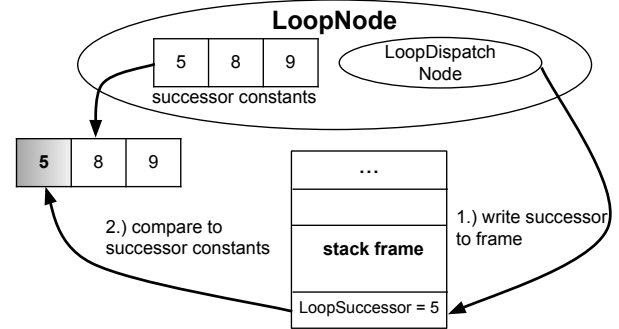 LoopNode
5 8 9
successor constants
LoopDispatch
Node
5 8 9
...
1.) write successor
to frame
2.) compare to
successor constants
stack frame
LoopSuccessor = 5